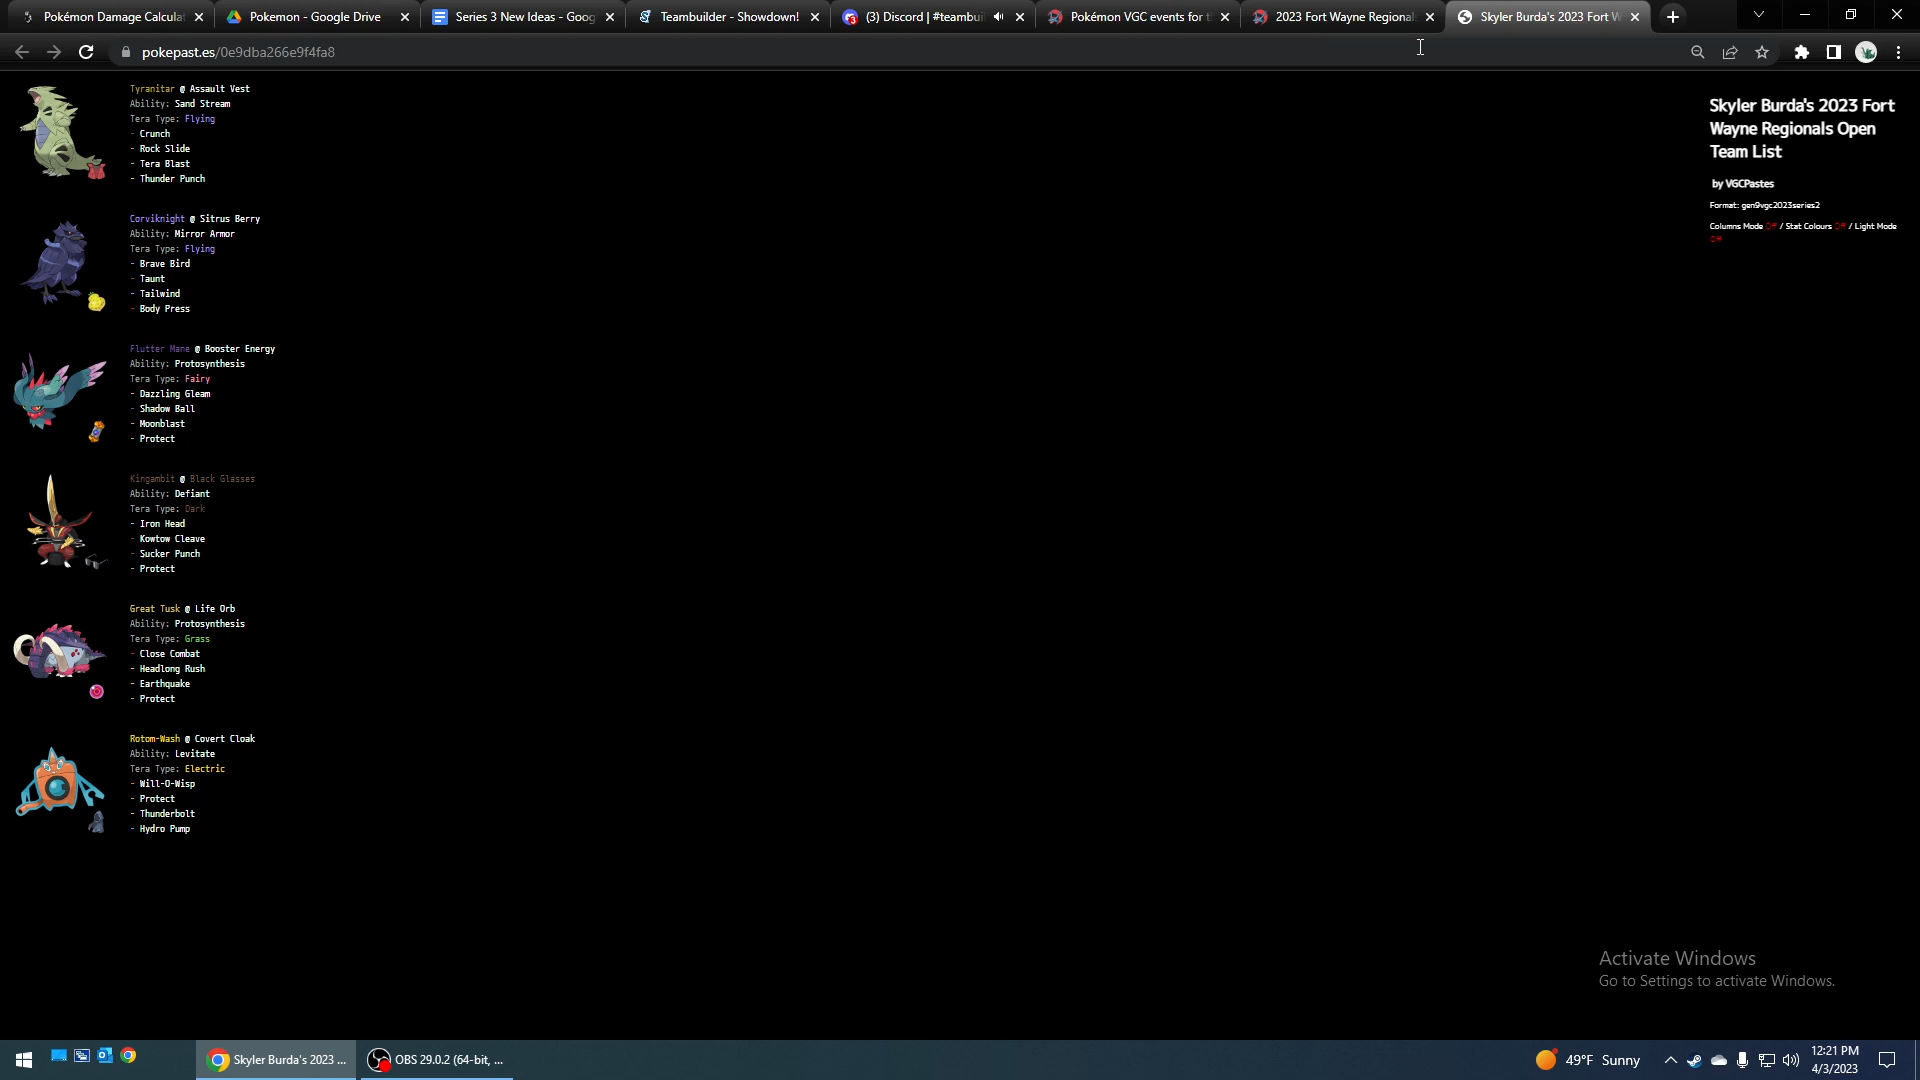 Pokémon Damage Calculat
Pokemon - Google Drive
Series 3 New Ideas - Goog
Teambuilder - Showdown!
(3) Discord | #teambuil
Pokémon VGC events for t
2023 Fort Wayne Regional
Skyler Burda's 2023 Fort W
pokepast.es/0e9dba266e9f4fa8
Tyranitar @ Assault Vest
Ability: Sand Stream
Tera Type: Flying
- Crunch
- Rock Slide
- Tera Blast
- Thunder Punch
Corviknight @ Sitrus Berry
Ability: Mirror Armor
Tera Type: Flying
- Brave Bird
- Taunt
- Tailwind
- Body Press
Flutter Mane @ Booster Energy
Ability: Protosynthesis
Tera Type: Fairy
- Dazzling Gleam
- Shadow Ball
- Moonblast
- Protect
Kingambit @ Black Glasses
Ability: Defiant
Tera Type: Dark
- Iron Head
- Kowtow Cleave
- Sucker Punch
- Protect
Great Tusk @ Life Orb
Ability: Protosynthesis
Tera Type: Grass
- Close Combat
- Headlong Rush
- Earthquake
- Protect
Rotom-Wash @ Covert Cloak
Ability: Levitate
Tera Type: Electric
- Will-O-Wisp
- Protect
- Thunderbolt
- Hydro Pump
Skyler Burda's 2023 Fort
Wayne Regionals Open
Team List
by VGCPastes
Format: gen9vgc2023series2
Columns Mode Off / Stat Colours Off / Light Mode
Off
Activate Windows
Go to Settings to activate Windows.
Skyler Burda's 2023 ...
OBS 29.0.2 (64-bit, ...
49°F Sunny
12:21 PM
4/3/2023